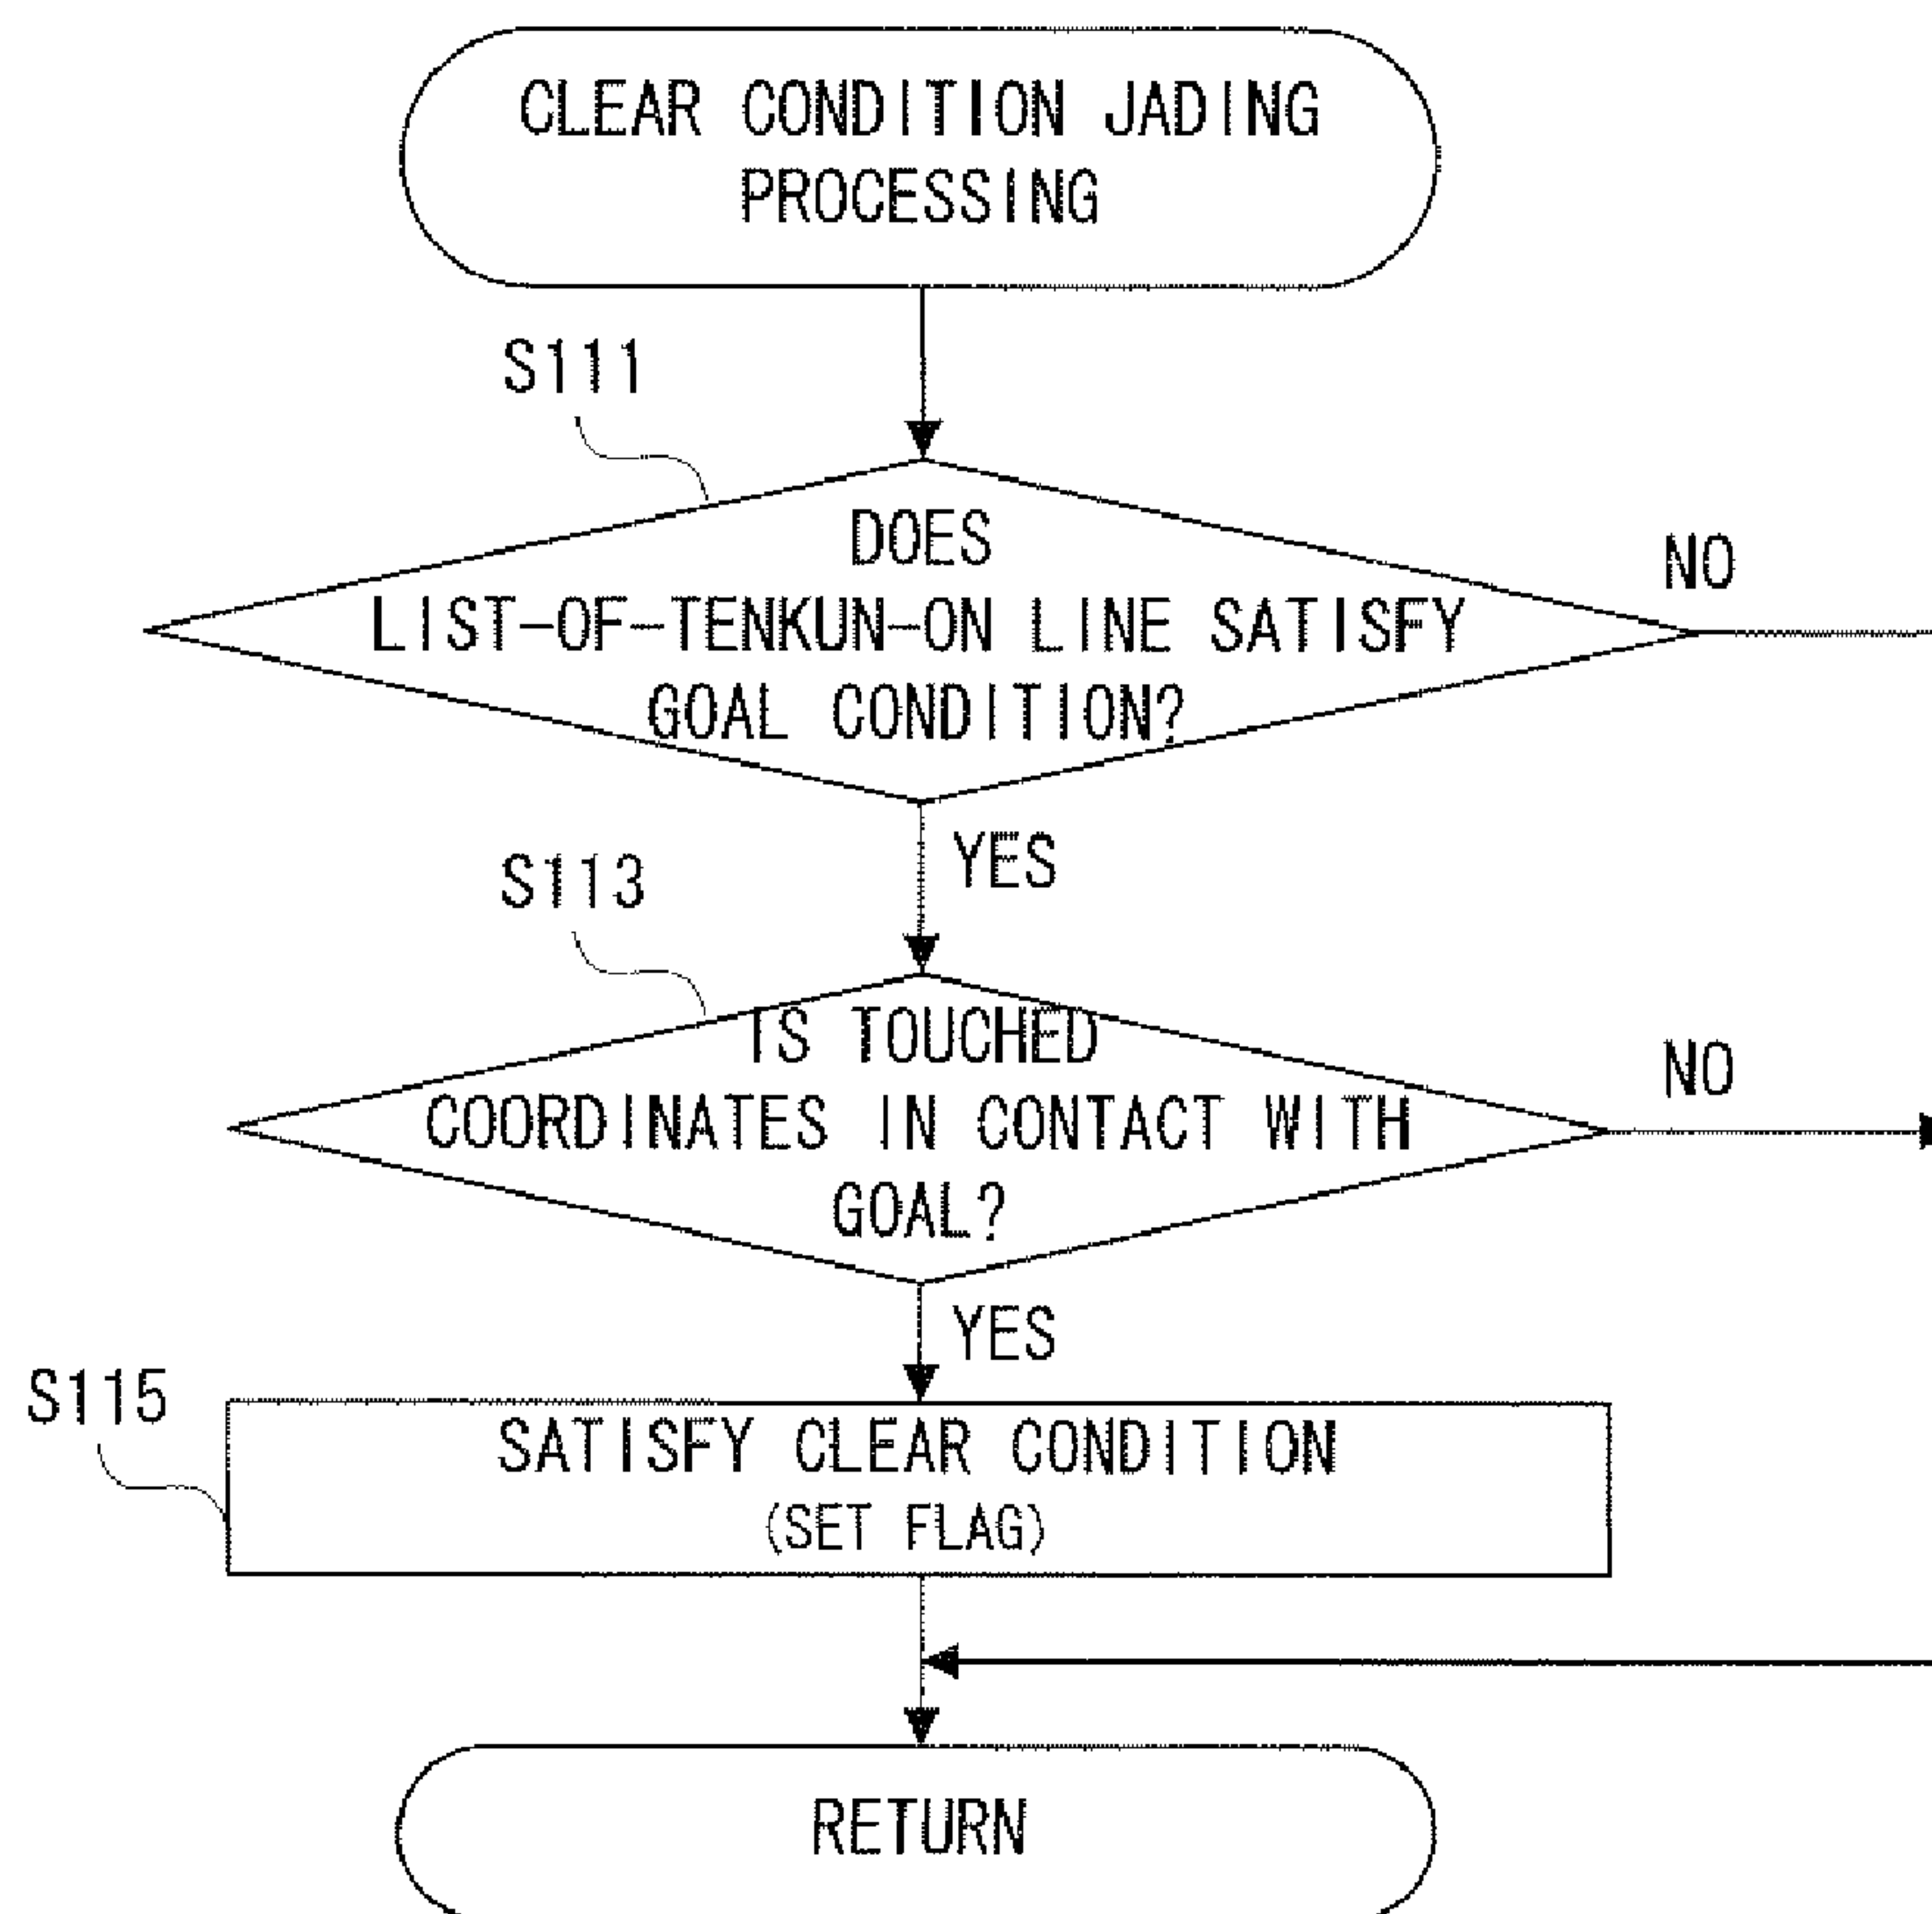 CLEAR CONDITION JADING
PROCESSING
S111
DOES
LIST-OF-TENKUN-ON LINE SATISFY
GOAL CONDITION?
NO
YES
S113
IS TOUCHED
COORDINATES IN CONTACT WITH
GOAL?
NO
YES
S115
SATISFY CLEAR CONDITION
(SET FLAG)
RETURN